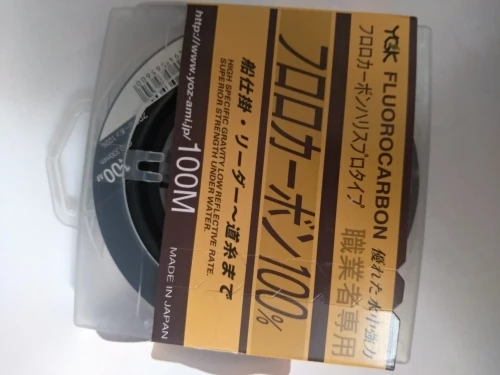 YGK FLUOROCARBON 優れた水中強力
フロロカーボンハリスプロタイプ 職業者専用
フロロカーボン100%
船仕掛・リーダー〜道糸まで
HIGH SPECIFIC GRAVITY LOW REFLECTIVE RATE.
SUPERIOR STRENGTH UNDER WATER.
http://www.yoz-ami.jp/ 100M
MADE IN JAPAN